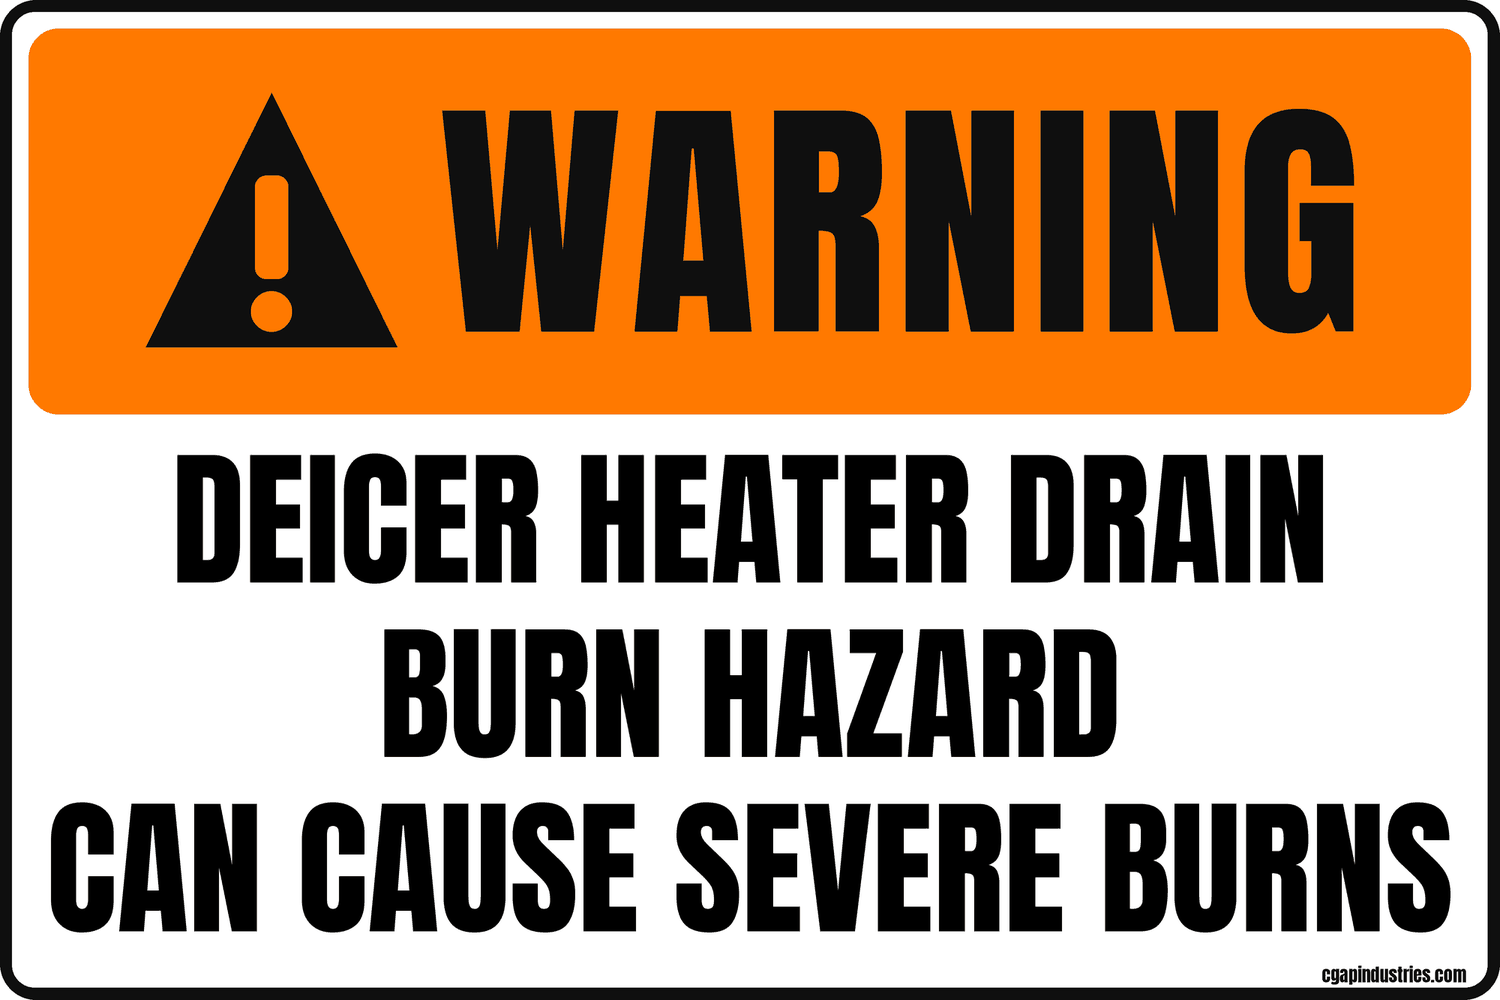 WARNING
DEICER HEATER DRAIN
BURN HAZARD
CAN CAUSE SEVERE BURNS
cgapindustries.com